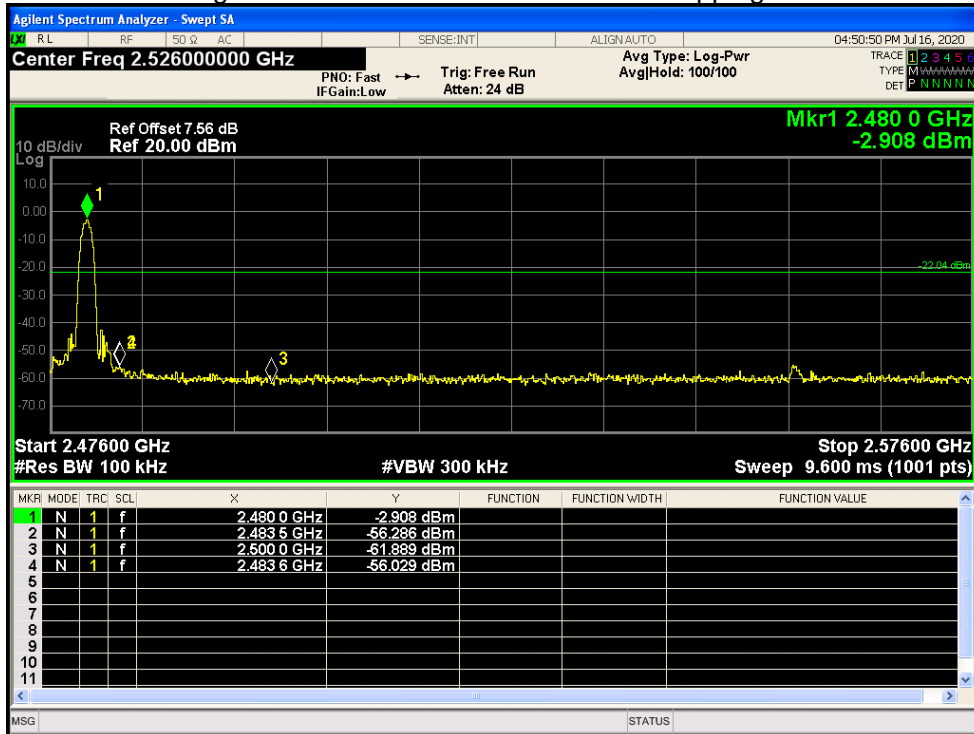 Agilent Spectrum Analyzer - Swept SA
LXI RL RF 50 Ω AC SENSE:INT ALIGN AUTO 04:50:50 PM Jul 16, 2020
Center Freq 2.526000000 GHz
PNO: Fast Trig: Free Run
IFGain:Low Atten: 24 dB
Avg Type: Log-Pwr
Avg|Hold: 100/100
TRACE 1 2 3 4 5 6
TYPE M
DET P N N N N N
Mkr1 2.480 0 GHz
-2.908 dBm
Ref Offset 7.56 dB
10 dB/div Ref 20.00 dBm
Log
10.0
0.00
-10.0
-20.0
-30.0
-40.0
-50.0
-60.0
-70.0
1
-22.04 dBm
3
Start 2.47600 GHz Stop 2.57600 GHz
#Res BW 100 kHz #VBW 300 kHz Sweep 9.600 ms (1001 pts)
MKR MODE TRC SCL X Y FUNCTION FUNCTION WIDTH FUNCTION VALUE
1 N 1 f 2.480 0 GHz -2.908 dBm
2 N 1 f 2.483 5 GHz -56.286 dBm
3 N 1 f 2.500 0 GHz -61.889 dBm
4 N 1 f 2.483 6 GHz -56.029 dBm
5
6
7
8
9
10
11
MSG STATUS